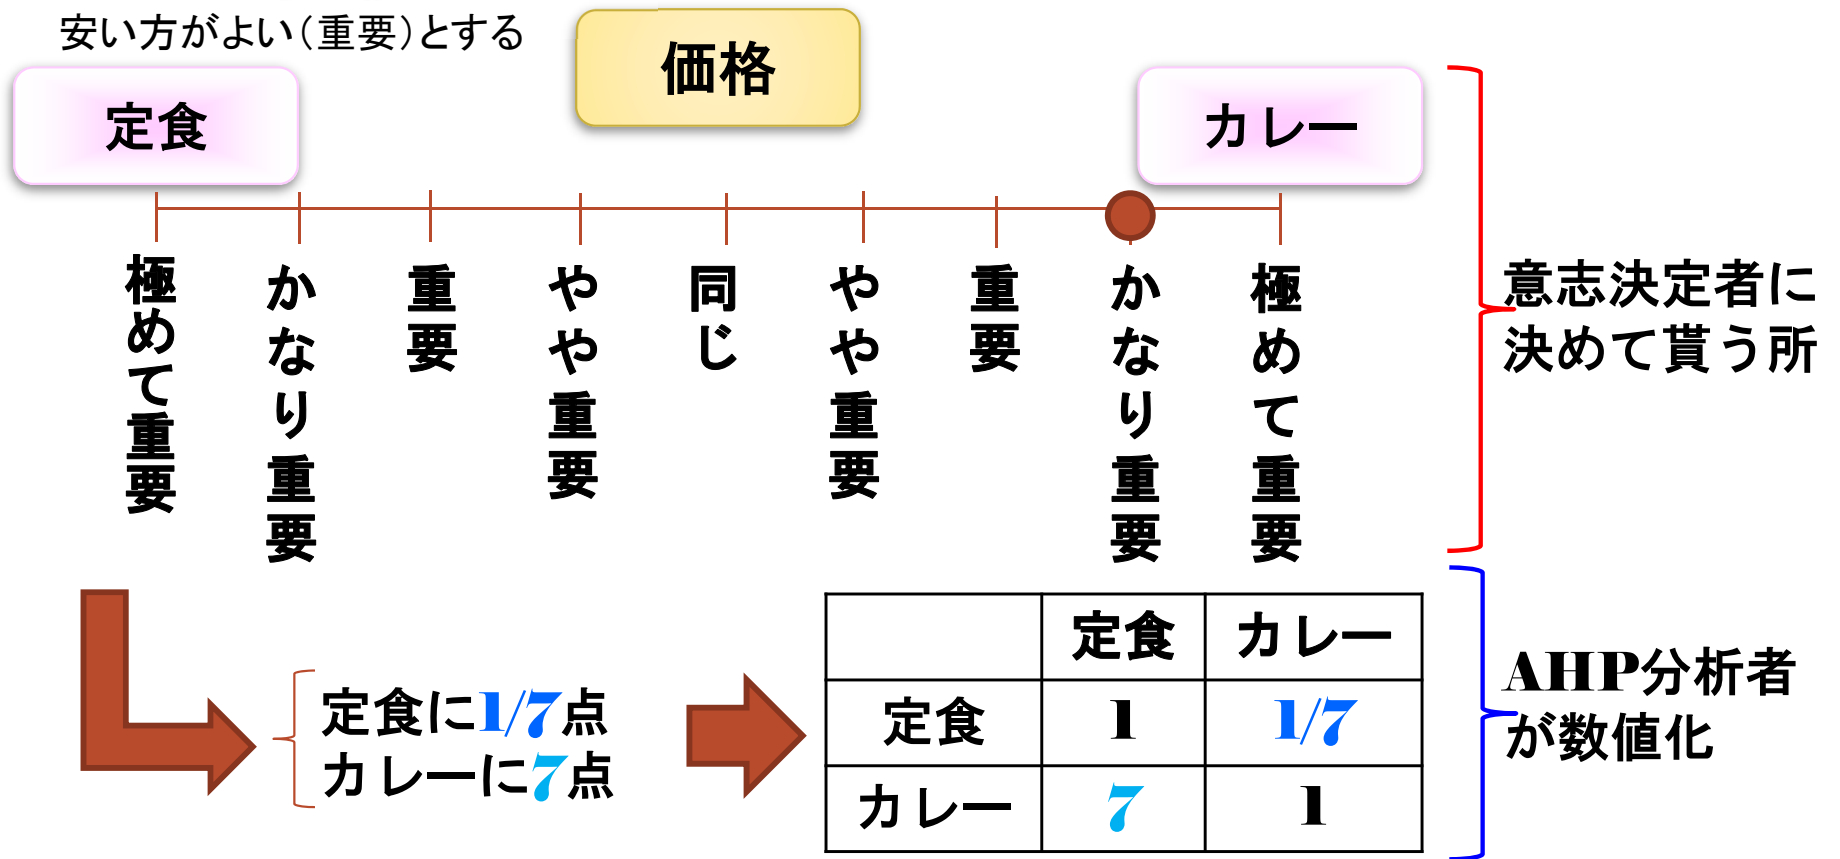 安い方がよい(重要)とする
価格
定食
カレー
極めて重要
かなり重要
重要
やや重要
同じ
やや重要
重要
かなり重要
極めて重要
意志決定者に
決めて貰う所
定食に1/7点
カレーに7点
定食 カレー
定食 1 1/7
カレー 7 1
AHP分析者
が数値化